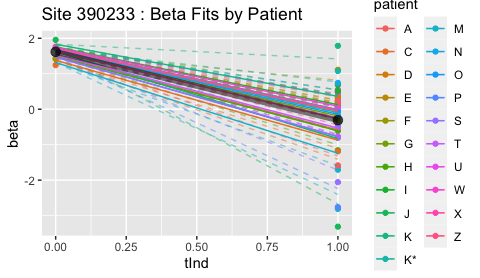 Site 390233 : Beta Fits by Patient
patient
2
0
-2
beta
0.00 0.25 0.50 0.75 1.00
tInd
A M
C N
D O
E P
F S
G T
H U
I W
J X
K Z
K*